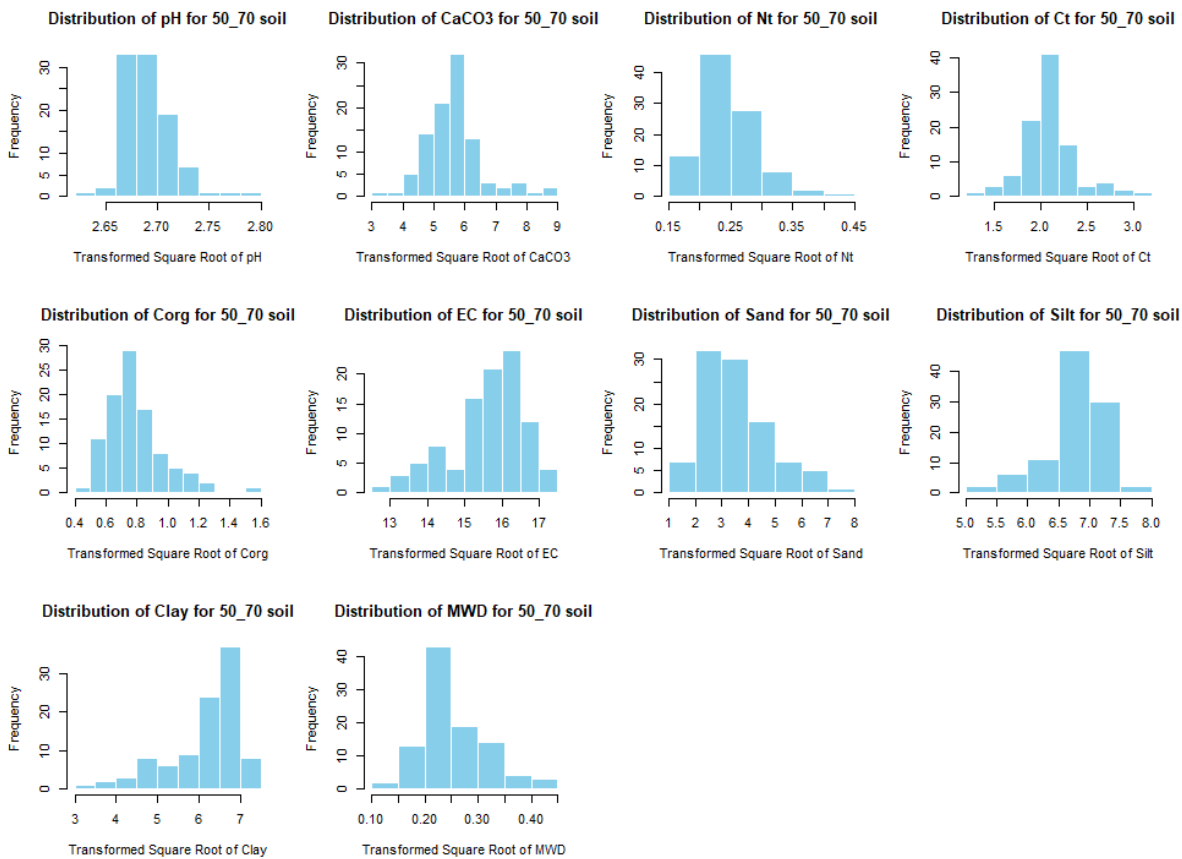 Distribution of pH for 50_70 soil
Frequency
0 5 10 20 30
2.65 2.70 2.75 2.80
Transformed Square Root of pH
Distribution of CaCO3 for 50_70 soil
Frequency
0 5 10 20 30
3 4 5 6 7 8 9
Transformed Square Root of CaCO3
Distribution of Nt for 50_70 soil
Frequency
0 10 20 30 40
0.15 0.25 0.35 0.45
Transformed Square Root of Nt
Distribution of Ct for 50_70 soil
Frequency
0 10 20 30 40
1.5 2.0 2.5 3.0
Transformed Square Root of Ct
Distribution of Corg for 50_70 soil
Frequency
0 5 10 15 20 25 30
0.4 0.6 0.8 1.0 1.2 1.4 1.6
Transformed Square Root of Corg
Distribution of EC for 50_70 soil
Frequency
0 5 10 15 20
13 14 15 16 17
Transformed Square Root of EC
Distribution of Sand for 50_70 soil
Frequency
0 5 10 20 30
1 2 3 4 5 6 7 8
Transformed Square Root of Sand
Distribution of Silt for 50_70 soil
Frequency
0 10 20 30 40
5.0 5.5 6.0 6.5 7.0 7.5 8.0
Transformed Square Root of Silt
Distribution of Clay for 50_70 soil
Frequency
0 10 20 30
3 4 5 6 7
Transformed Square Root of Clay
Distribution of MWD for 50_70 soil
Frequency
0 10 20 30 40
0.10 0.20 0.30 0.40
Transformed Square Root of MWD